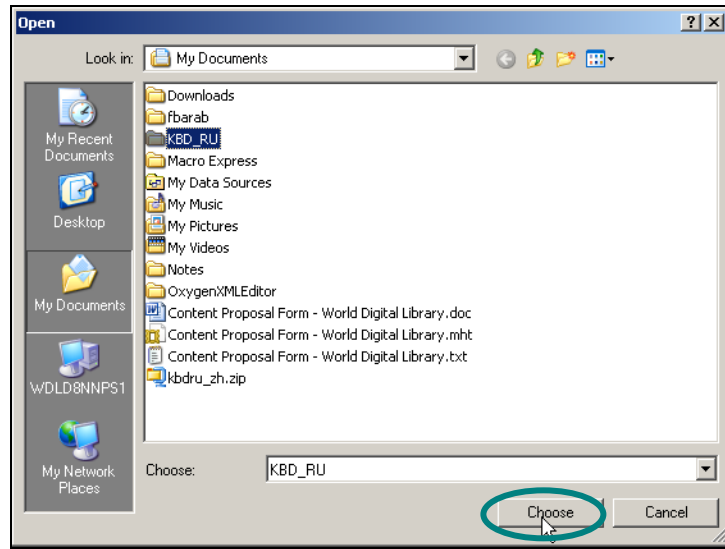 Open
Look in:
My Documents
My Recent
Documents
Desktop
My Documents
WDLD8NNPS1
My Network
Places
Downloads
fbarab
KBD_RU
Macro Express
My Data Sources
My Music
My Pictures
My Videos
Notes
OxygenXMLEditor
Content Proposal Form - World Digital Library.doc
Content Proposal Form - World Digital Library.mht
Content Proposal Form - World Digital Library.txt
kbdru_zh.zip
Choose:
KBD_RU
Choose
Cancel